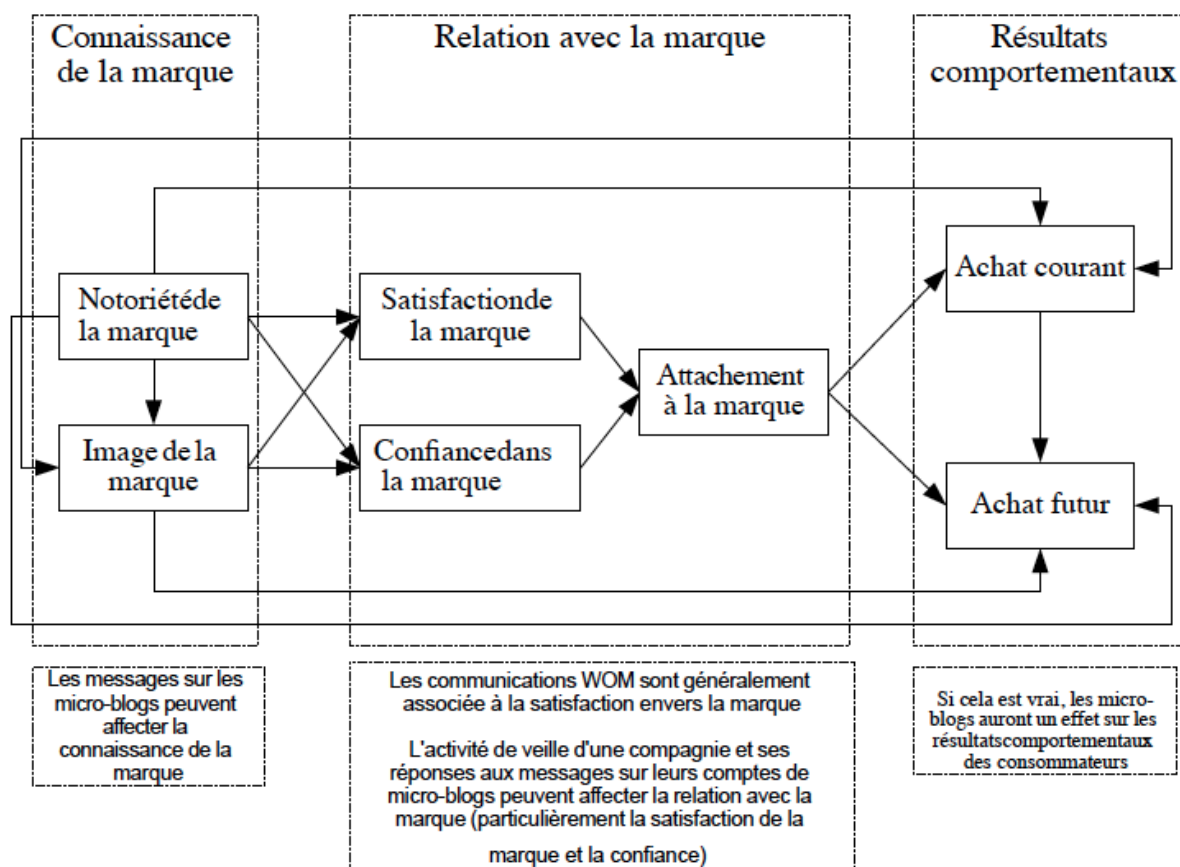 Connaissance
de la marque
Relation avec la marque
Résultats
comportementaux
Notoriétéde
la marque
Image de la
marque
Satisfactionde
la marque
Confiancedans
la marque
Attachement
à la marque
Achat courant
Achat futur
Les messages sur les
micro-blogs peuvent
affecter la
connaissance de la
marque
Les communications WOM sont généralement
associée à la satisfaction envers la marque
L'activité de veille d'une compagnie et ses
réponses aux messages sur leurs comptes de
micro-blogs peuvent affecter la relation avec la
marque (particulièrement la satisfaction de la
marque et la confiance)
Si cela est vrai, les micro-
blogs auront un effet sur les
résultatscomportementaux
des consommateurs